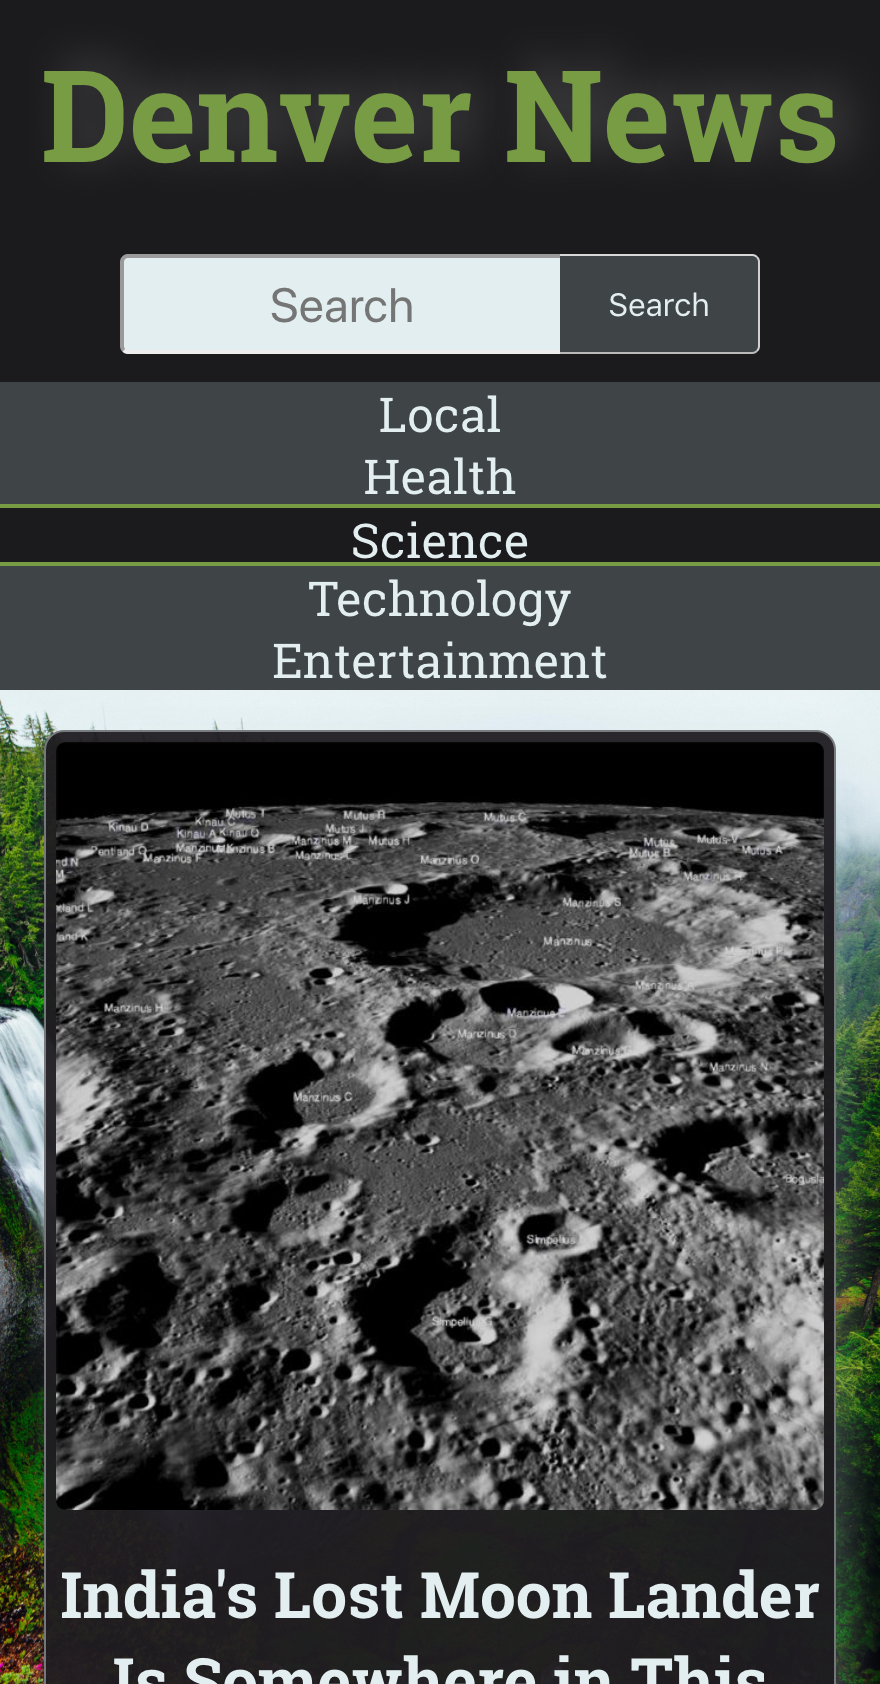 Denver News
Search Search
Local
Health
Science
Technology
Entertainment
Mutus T
Kinau D Kinau C Mutus R Mutus C
Kinau A Kinau G Mutus J
Manzinus M Mutus H Mutus Mutus V
Pentland O Manzinus B Mutus B Mutus A
Manzinus F Manzinus L Manzinus O
Manzinus J Manzinus S
Manzinus
Manzinus H Manzinus E
Manzinus D
Manzinus N
Manzinus C
Simpelius
India's Lost Moon Lander
Is Somewhere in This